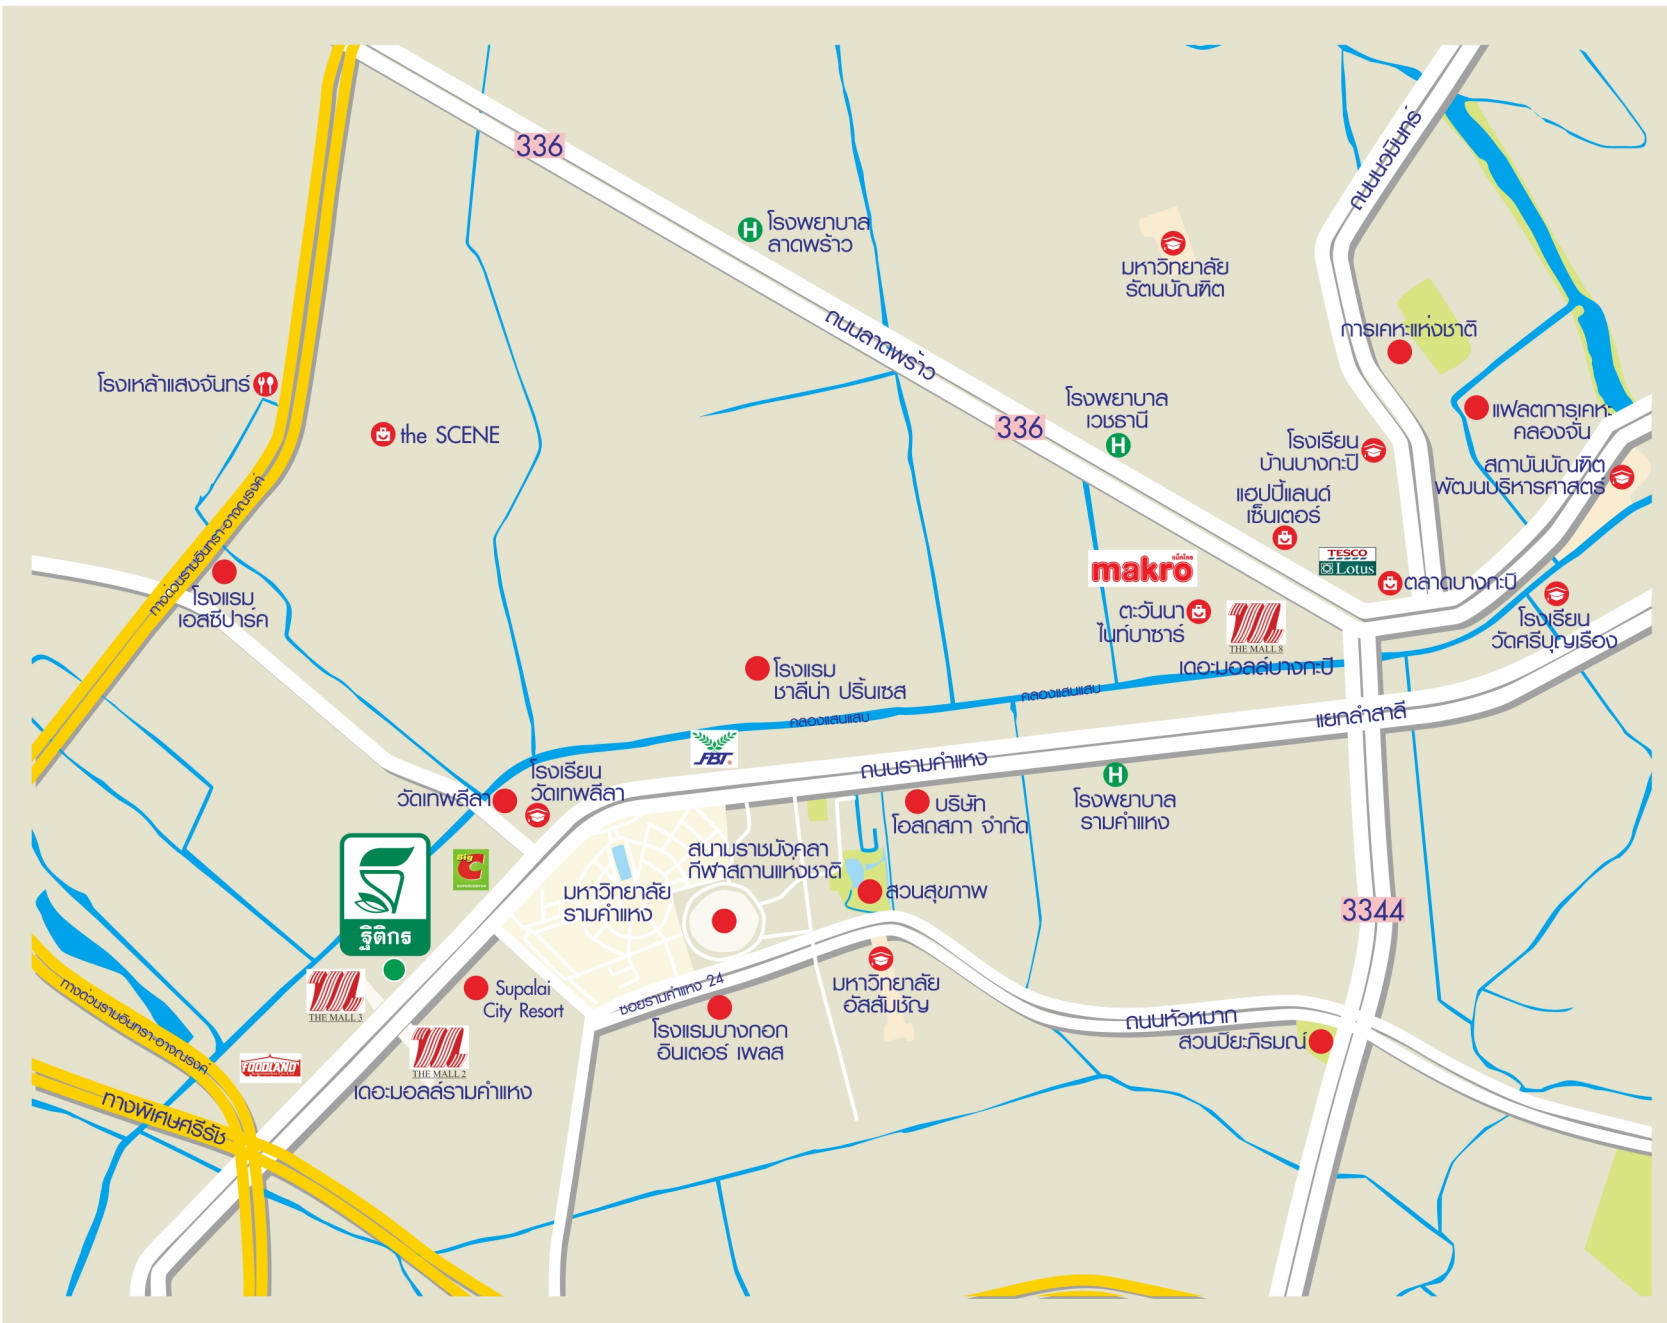 336
โรงพยาบาล
ลาดพร้าว
ถนนนวมินทร์
มหาวิทยาลัย
รัตนบัณฑิต
ถนนลาดพร้าว
การเคหะแห่งชาติ
โรงเหล้าแสงจันทร์
the SCENE
336
โรงพยาบาล
เวชธานี
แฟลตการเคหะ
คลองจั่น
โรงเรียน
บ้านบางกะปิ
สถาบันบัณฑิต
พัฒนบริหารศาสตร์
แฮปปี้แลนด์
เซ็นเตอร์
ทางด่วนรามอินทรา-อาจณรงค์
โรงแรม
เอสซีปาร์ค
แม็คโคร
makro
TESCO
Lotus
ตลาดบางกะปิ
ตะวันนา
ไนท์บาซาร์
THE MALL 8
เดอะมอลล์บางกะปิ
โรงเรียน
วัดศรีบุญเรือง
โรงแรม
ชาลีน่า ปริ้นเซส
คลองแสนแสบ
คลองแสนแสบ
แยกลำสาลี
FBT
ถนนรามคำแหง
โรงเรียน
วัดเทพลีลา
วัดเทพลีลา
บริษัท
โอสถสภา จำกัด
โรงพยาบาล
รามคำแหง
Big
C
SUPERCENTER
สนามราชมังคลา
กีฬาสถานแห่งชาติ
มหาวิทยาลัย
รามคำแหง
สวนสุขภาพ
3344
ฐิติกร
THE MALL 3
Supalai
City Resort
ซอยรามคำแหง 24
มหาวิทยาลัย
อัสสัมชัญ
โรงแรมบางกอก
อินเตอร์ เพลส
ถนนหัวหมาก
สวนปิยะภิรมณ์
ทางด่วนรามอินทรา-อาจณรงค์
FOODLAND
THE MALL 2
เดอะมอลล์รามคำแหง
ทางพิเศษศรีรัช